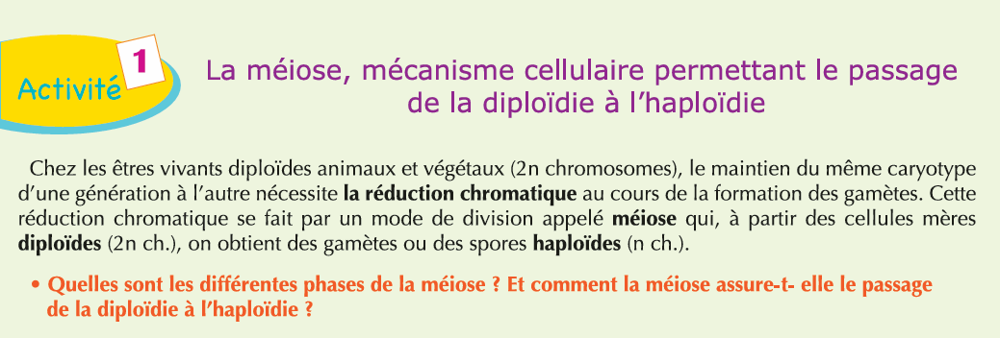 Activité 1
La méiose, mécanisme cellulaire permettant le passage
de la diploïdie à l'haploïdie
Chez les êtres vivants diploïdes animaux et végétaux (2n chromosomes), le maintien du même caryotype
d'une génération à l'autre nécessite la réduction chromatique au cours de la formation des gamètes. Cette
réduction chromatique se fait par un mode de division appelé méiose qui, à partir des cellules mères
diploïdes (2n ch.), on obtient des gamètes ou des spores haploïdes (n ch.).
• Quelles sont les différentes phases de la méiose ? Et comment la méiose assure-t- elle le passage
de la diploïdie à l'haploïdie ?